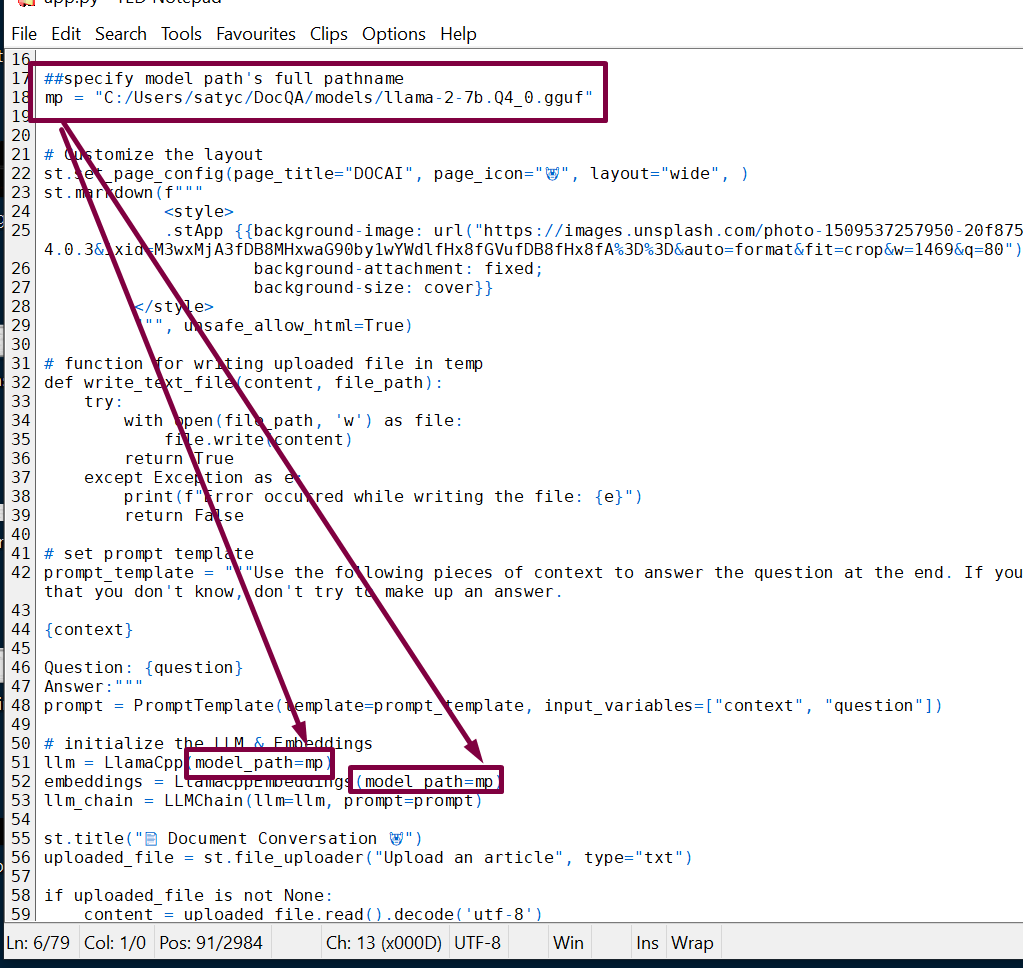 app.py - TED Notepad
File Edit Search Tools Favourites Clips Options Help
16
17 ##specify model path's full pathname
18 mp = "C:/Users/satyc/DocQA/models/llama-2-7b.Q4_0.gguf"
19
20
21 # Customize the layout
22 st.set_page_config(page_title="DOCAI", page_icon="🐯", layout="wide", )
23 st.markdown(f"""
24             <style>
25             .stApp {{background-image: url("https://images.unsplash.com/photo-1509537257950-20f875
4.0.3&ixid=M3wxMjA3fDB8MHxwaG90by1wYWdlfHx8fGVufDB8fHx8fA%3D%3D&auto=format&fit=crop&w=1469&q=80")
26                      background-attachment: fixed;
27                      background-size: cover}}
28          </style>
29          """, unsafe_allow_html=True)
30
31 # function for writing uploaded file in temp
32 def write_text_file(content, file_path):
33     try:
34         with open(file_path, 'w') as file:
35             file.write(content)
36         return True
37     except Exception as e:
38         print(f"Error occurred while writing the file: {e}")
39         return False
40
41 # set prompt template
42 prompt_template = """Use the following pieces of context to answer the question at the end. If you
that you don't know, don't try to make up an answer.
43
44 {context}
45
46 Question: {question}
47 Answer:"""
48 prompt = PromptTemplate(template=prompt_template, input_variables=["context", "question"])
49
50 # initialize the LLM & Embeddings
51 llm = LlamaCpp(model_path=mp)
52 embeddings = LlamaCppEmbeddings(model_path=mp)
53 llm_chain = LLMChain(llm=llm, prompt=prompt)
54
55 st.title("📄 Document Conversation 🐯")
56 uploaded_file = st.file_uploader("Upload an article", type="txt")
57
58 if uploaded_file is not None:
59     content = uploaded_file.read().decode('utf-8')
Ln: 6/79 Col: 1/0 Pos: 91/2984 Ch: 13 (x000D) UTF-8 Win Ins Wrap